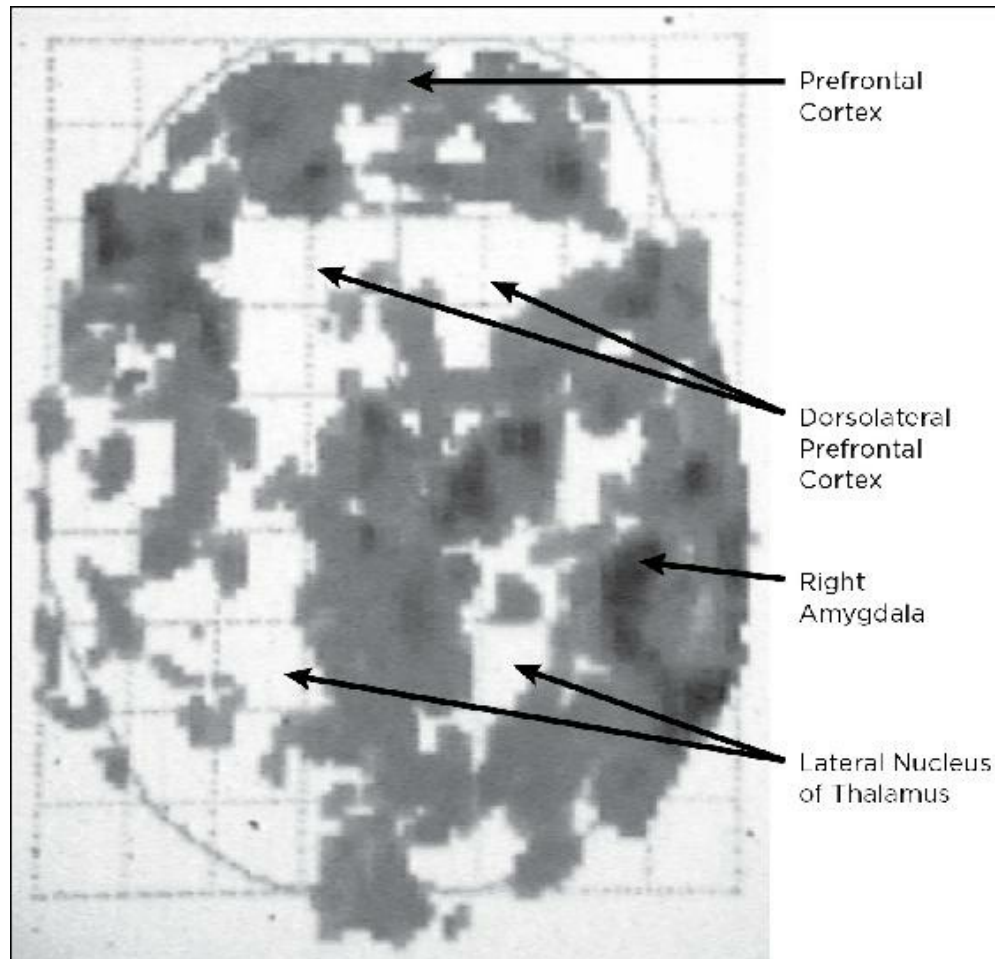 Prefrontal
Cortex
Dorsolateral
Prefrontal
Cortex
Right
Amygdala
Lateral Nucleus
of Thalamus